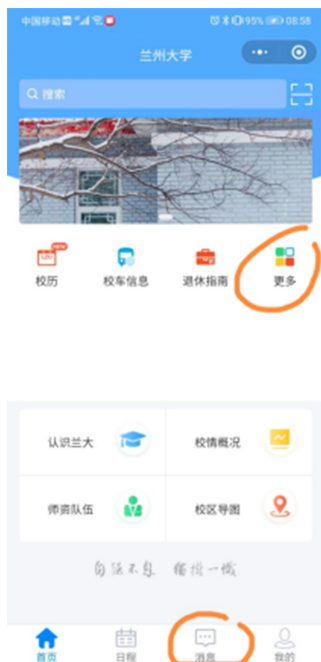 中国移动 95% 08:58
兰州大学
搜索
校历 校车信息 退休指南 更多
认识兰大 校情概况
师资队伍 校区导图
自强不息 独树一帜
首页 日程 消息 我的